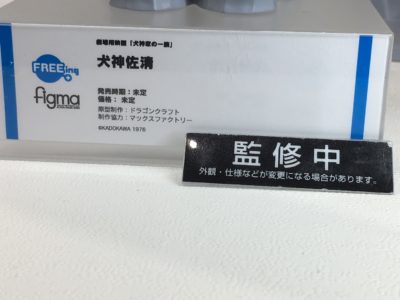 劇場用映画「犬神家の一族」
FREEing
犬神佐清
figma
発売時期：未定
価格：未定
原型制作：ドラゴンクラフト
制作協力：マックスファクトリー
©KADOKAWA 1976
監修中
外観・仕様などが変更になる場合があります。